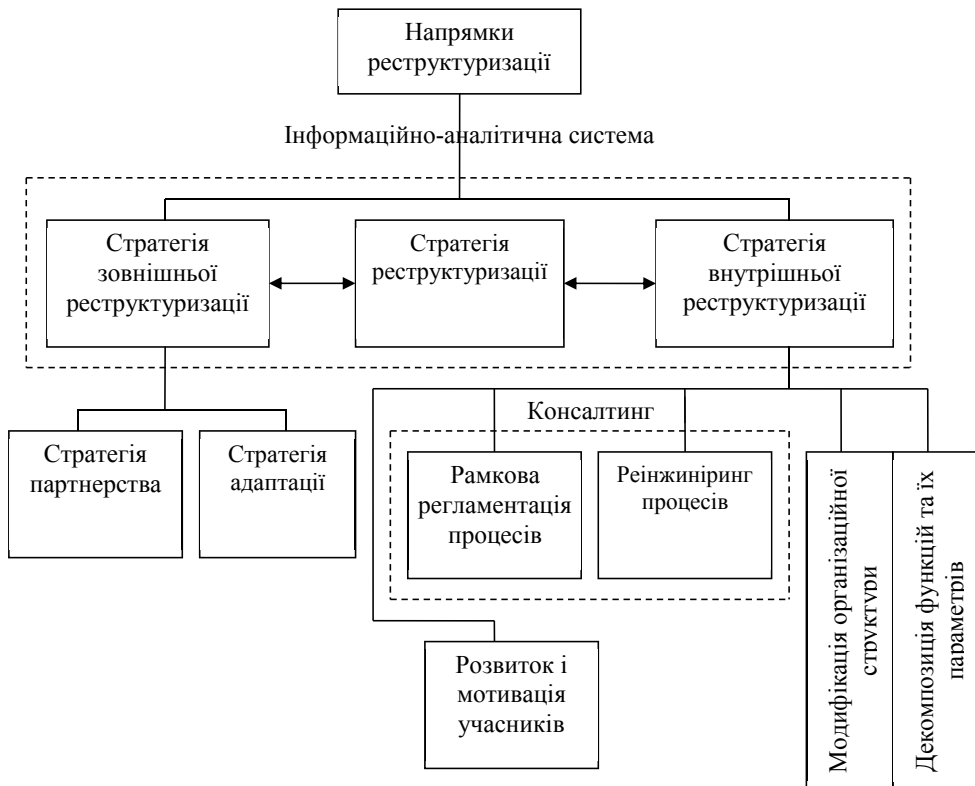 Напрямки
реструктуризації
Інформаційно-аналітична система
Стратегія
зовнішньої
реструктуризації
Стратегія
реструктуризації
Стратегія
внутрішньої
реструктуризації
Консалтинг
Стратегія
партнерства
Стратегія
адаптації
Рамкова
регламентація
процесів
Реінжиніринг
процесів
Модифікація організаційної
структури
Декомпозиція функцій та їх
параметрів
Розвиток і
мотивація
учасників